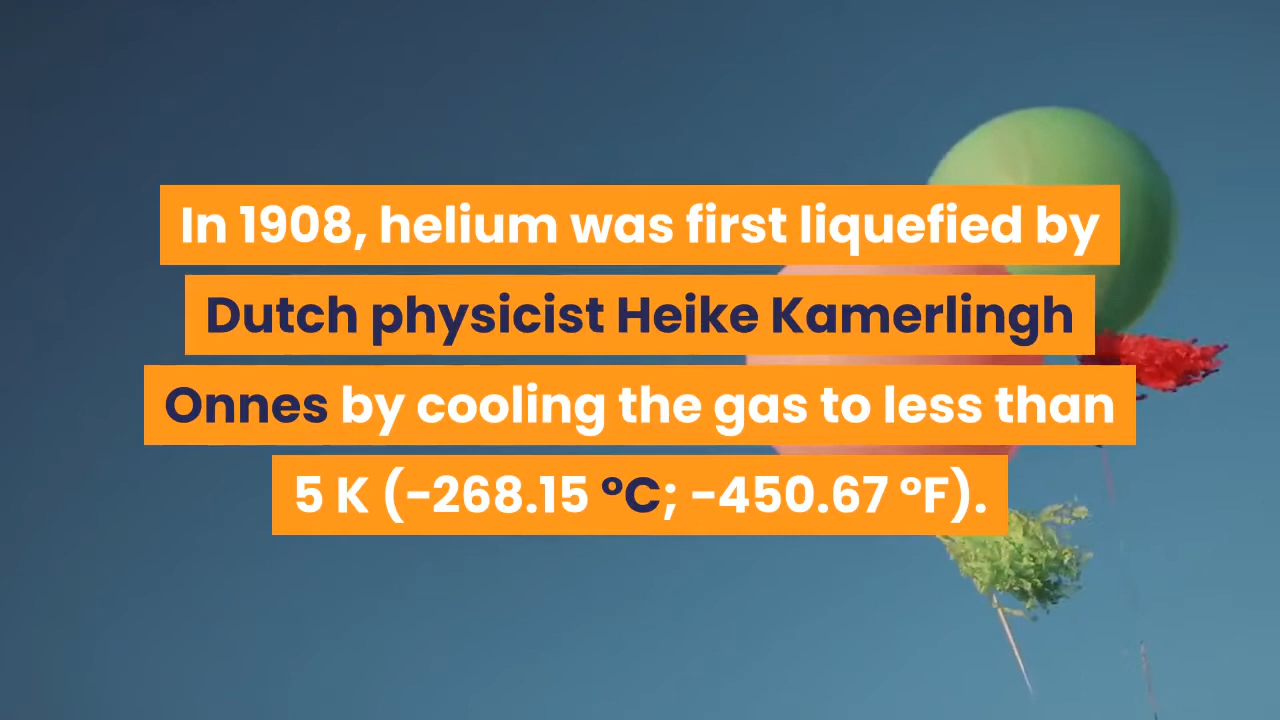 In 1908, helium was first liquefied by
Dutch physicist Heike Kamerlingh
Onnes by cooling the gas to less than
5 K (−268.15 °C; −450.67 °F).